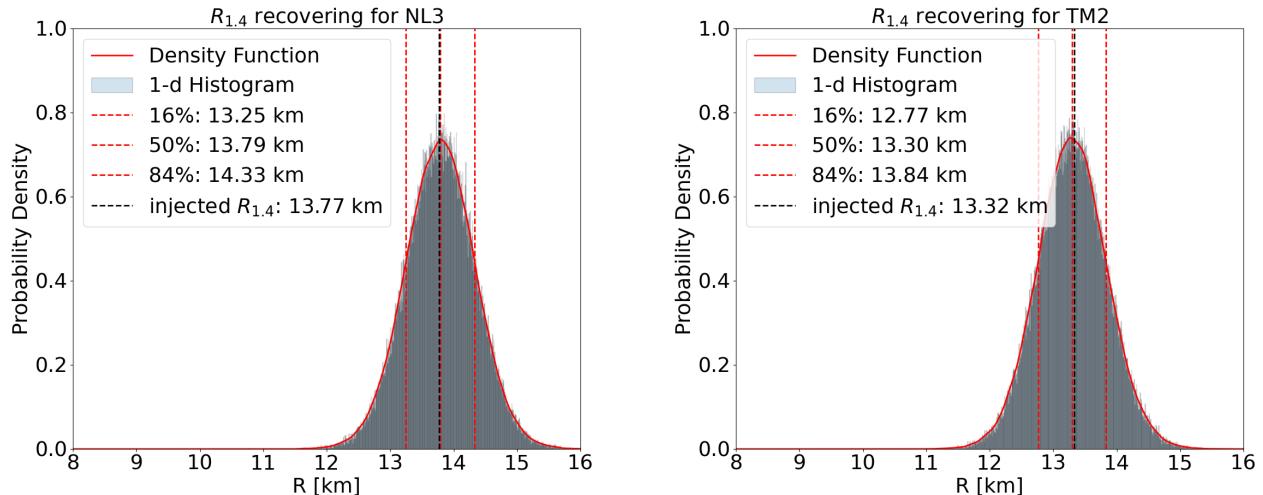 R1.4 recovering for NL3
1.0
0.8
0.6
0.4
0.2
0.0
Probability Density
Density Function
1-d Histogram
16%: 13.25 km
50%: 13.79 km
84%: 14.33 km
injected R1.4: 13.77 km
8 9 10 11 12 13 14 15 16
R [km]
R1.4 recovering for TM2
1.0
0.8
0.6
0.4
0.2
0.0
Probability Density
Density Function
1-d Histogram
16%: 12.77 km
50%: 13.30 km
84%: 13.84 km
injected R1.4: 13.32 km
8 9 10 11 12 13 14 15 16
R [km]